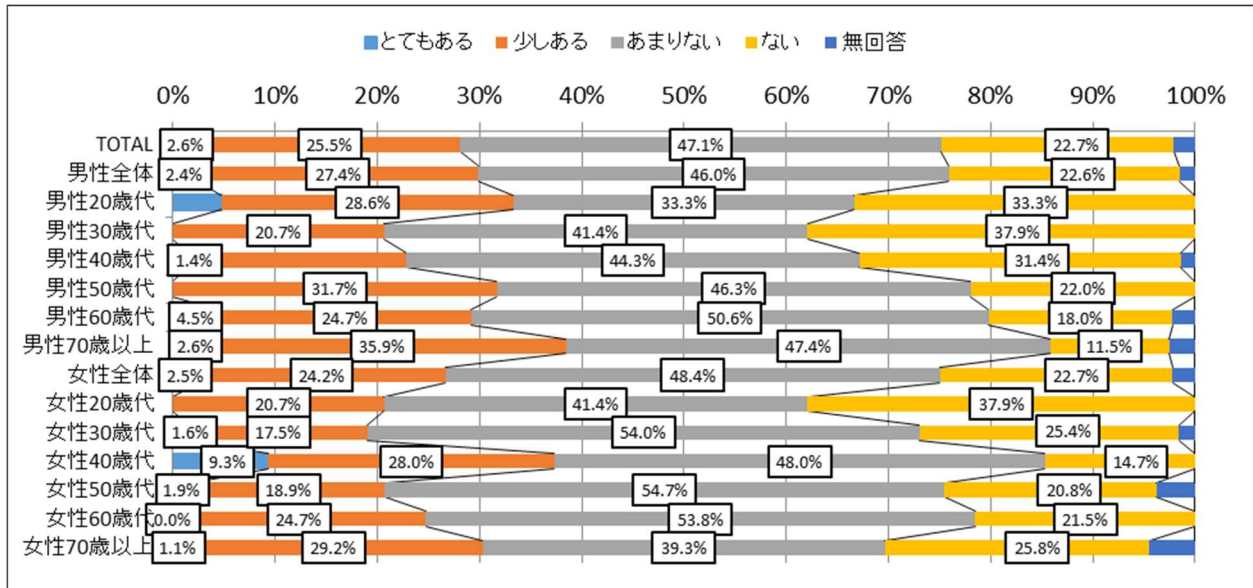 とてもある 少しある あまりない ない 無回答
0% 10% 20% 30% 40% 50% 60% 70% 80% 90% 100%
TOTAL 2.6% 25.5% 47.1% 22.7%
男性全体 2.4% 27.4% 46.0% 22.6%
男性20歳代 28.6% 33.3% 33.3%
男性30歳代 20.7% 41.4% 37.9%
男性40歳代 1.4% 44.3% 31.4%
男性50歳代 31.7% 46.3% 22.0%
男性60歳代 4.5% 24.7% 50.6% 18.0%
男性70歳以上 2.6% 35.9% 47.4% 11.5%
女性全体 2.5% 24.2% 48.4% 22.7%
女性20歳代 20.7% 41.4% 37.9%
女性30歳代 1.6% 17.5% 54.0% 25.4%
女性40歳代 9.3% 28.0% 48.0% 14.7%
女性50歳代 1.9% 18.9% 54.7% 20.8%
女性60歳代 0.0% 24.7% 53.8% 21.5%
女性70歳以上 1.1% 29.2% 39.3% 25.8%